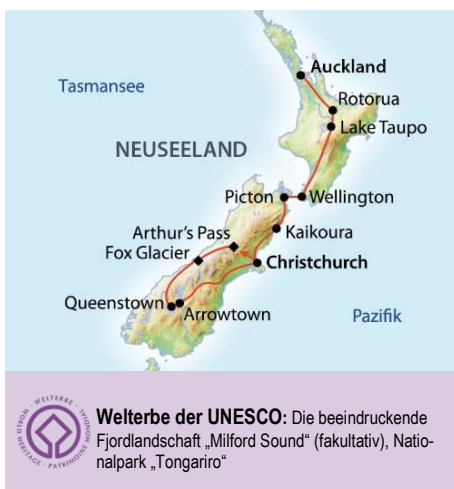 Auckland
Tasmansee
Rotorua
Lake Taupo
NEUSEELAND
Picton
Wellington
Arthur's Pass
Kaikoura
Fox Glacier
Christchurch
Queenstown
Arrowtown
Pazifik
WELTERBE · WORLD HERITAGE · PATRIMOINE MONDIAL
Welterbe der UNESCO: Die beeindruckende
Fjordlandschaft „Milford Sound“ (fakultativ), Natio-
nalpark „Tongariro“